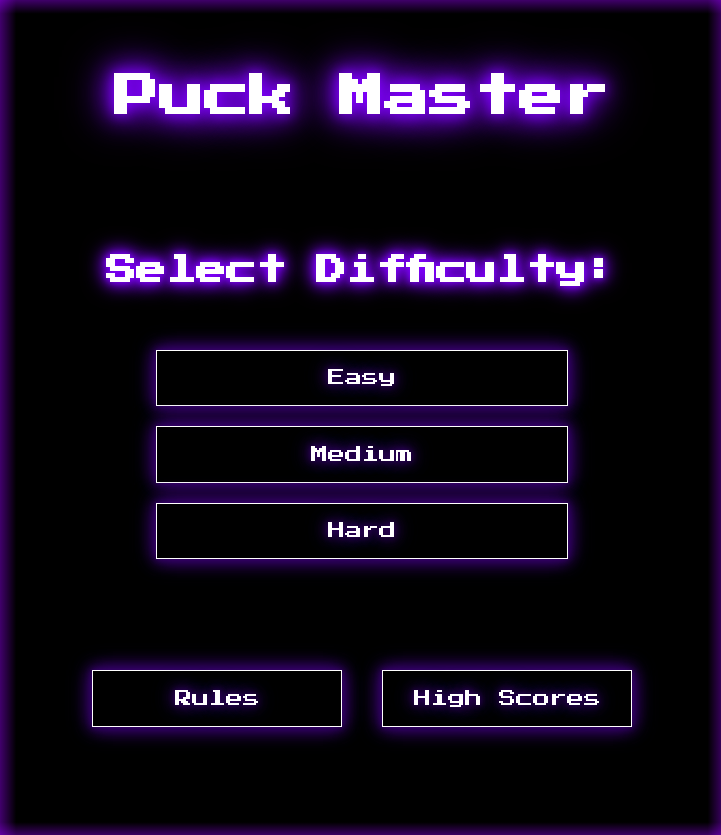 Puck Master
Select Difficulty:
Easy
Medium
Hard
Rules
High Scores